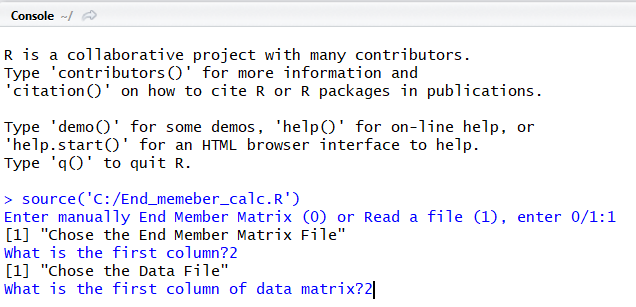 Console ~/
R is a collaborative project with many contributors.
Type 'contributors()' for more information and
'citation()' on how to cite R or R packages in publications.
Type 'demo()' for some demos, 'help()' for on-line help, or
'help.start()' for an HTML browser interface to help.
Type 'q()' to quit R.
> source('C:/End_memeber_calc.R')
Enter manually End Member Matrix (0) or Read a file (1), enter 0/1:1
[1] "Chose the End Member Matrix File"
What is the first column?2
[1] "Chose the Data File"
What is the first column of data matrix?2